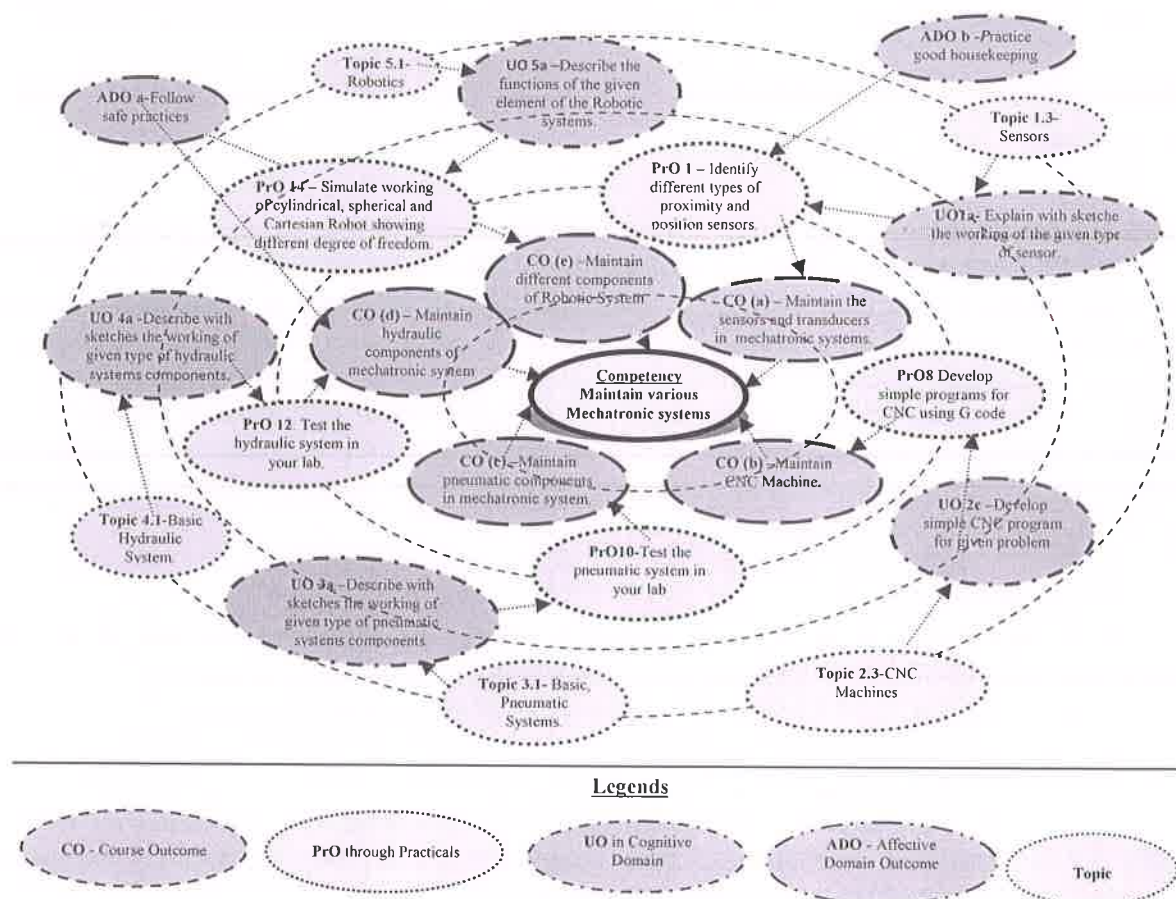 ADO b -Practice
good housekeeping
Topic 5.1-
Robotics
UO 5a –Describe the
functions of the given
element of the Robotic
systems.
ADO a-Follow
safe practices
Topic 1.3-
Sensors
PrO 14 – Simulate working
of cylindrical, spherical and
Cartesian Robot showing
different degree of freedom.
PrO 1 – Identify
different types of
proximity and
position sensors.
UO1a- Explain with sketche
the working of the given type
of sensor.
CO (e) –Maintain
different components
of Robotic System
CO (a) – Maintain the
sensors and transducers
in mechatronic systems.
UO 4a -Describe with
sketches the working of
given type of hydraulic
systems components.
CO (d) – Maintain
hydraulic
components of
mechatronic system
Competency
Maintain various
Mechatronic systems
PrO8 Develop
simple programs for
CNC using G code
PrO 12. Test the
hydraulic system in
your lab.
CO (c) – Maintain
pneumatic components
in mechatronic system.
CO (b) –Maintain
CNC Machine.
UO 2c –Develop
simple CNC program
for given problem
Topic 4.1-Basic
Hydraulic
System.
PrO10-Test the
pneumatic system in
your lab
UO 3a –Describe with
sketches the working of
given type of pneumatic
systems components.
Topic 3.1- Basic,
Pneumatic
Systems.
Topic 2.3-CNC
Machines
Legends
CO - Course Outcome
PrO through Practicals
UO in Cognitive
Domain
ADO - Affective
Domain Outcome
Topic